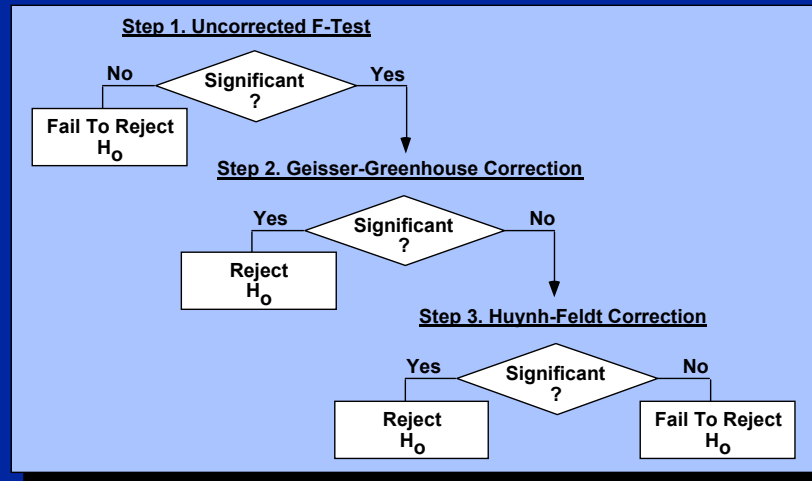 Step 1. Uncorrected F-Test
No
Significant
?
Yes
Fail To Reject
Ho
Step 2. Geisser-Greenhouse Correction
Yes
Significant
?
No
Reject
Ho
Step 3. Huynh-Feldt Correction
Yes
Significant
?
No
Reject
Ho
Fail To Reject
Ho